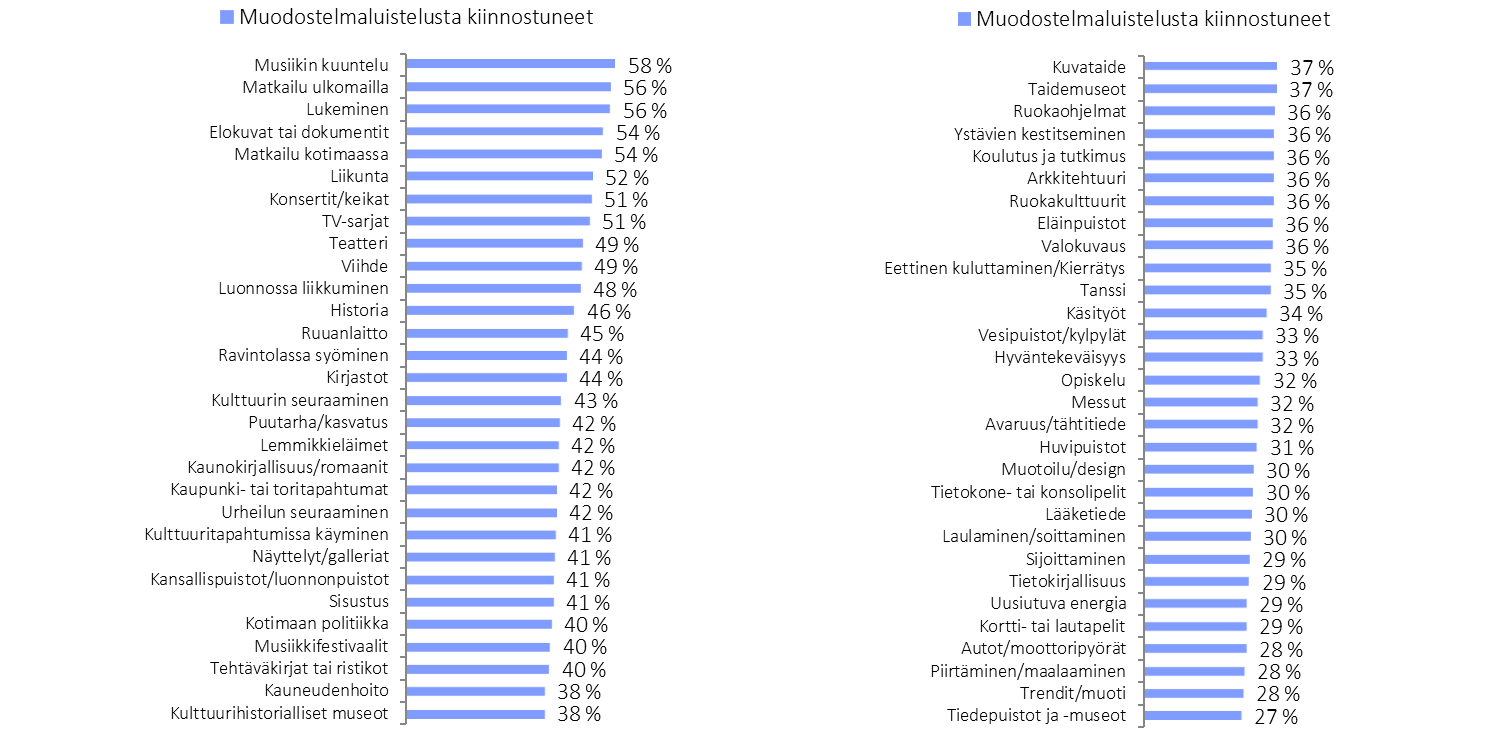 Muodostelmaluistelusta kiinnostuneet
Musiikin kuuntelu 58 %
Matkailu ulkomailla 56 %
Lukeminen 56 %
Elokuvat tai dokumentit 54 %
Matkailu kotimaassa 54 %
Liikunta 52 %
Konsertit/keikat 51 %
TV-sarjat 51 %
Teatteri 49 %
Viihde 49 %
Luonnossa liikkuminen 48 %
Historia 46 %
Ruuanlaitto 45 %
Ravintolassa syöminen 44 %
Kirjastot 44 %
Kulttuurin seuraaminen 43 %
Puutarha/kasvatus 42 %
Lemmikkieläimet 42 %
Kaunokirjallisuus/romaanit 42 %
Kaupunki- tai toritapahtumat 42 %
Urheilun seuraaminen 42 %
Kulttuuritapahtumissa käyminen 41 %
Näyttelyt/galleriat 41 %
Kansallispuistot/luonnonpuistot 41 %
Sisustus 41 %
Kotimaan politiikka 40 %
Musiikkifestivaalit 40 %
Tehtäväkirjat tai ristikot 40 %
Kauneudenhoito 38 %
Kulttuurihistorialliset museot 38 %
Muodostelmaluistelusta kiinnostuneet
Kuvataide 37 %
Taidemuseot 37 %
Ruokaohjelmat 36 %
Ystävien kestitseminen 36 %
Koulutus ja tutkimus 36 %
Arkkitehtuuri 36 %
Ruokakulttuurit 36 %
Eläinpuistot 36 %
Valokuvaus 36 %
Eettinen kuluttaminen/Kierrätys 35 %
Tanssi 35 %
Käsityöt 34 %
Vesipuistot/kylpylät 33 %
Hyväntekeväisyys 33 %
Opiskelu 32 %
Messut 32 %
Avaruus/tähtitiede 32 %
Huvipuistot 31 %
Muotoilu/design 30 %
Tietokone- tai konsolipelit 30 %
Lääketiede 30 %
Laulaminen/soittaminen 30 %
Sijoittaminen 29 %
Tietokirjallisuus 29 %
Uusiutuva energia 29 %
Kortti- tai lautapelit 29 %
Autot/moottoripyörät 28 %
Piirtäminen/maalaaminen 28 %
Trendit/muoti 28 %
Tiedepuistot ja -museot 27 %